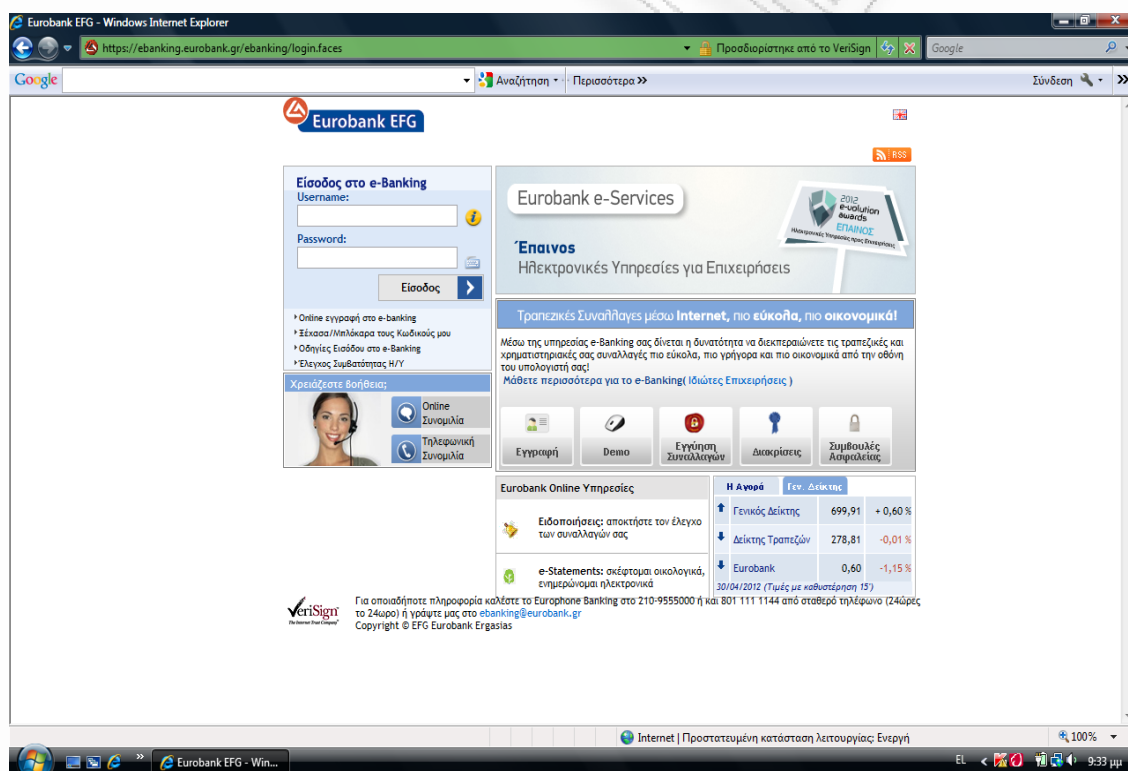 Eurobank EFG - Windows Internet Explorer
https://ebanking.eurobank.gr/ebanking/login.faces
Προσδιορίστηκε από το VeriSign
Google
Google
Αναζήτηση
Περισσότερα »
Σύνδεση
Eurobank EFG
RSS
Είσοδος στο e-Banking
Username:
Password:
Είσοδος
Online εγγραφή στο e-banking
Ξέχασα/Μπλόκαρα τους Κωδικούς μου
Οδηγίες Εισόδου στο e-Banking
Έλεγχος Συμβατότητας Η/Υ
Χρειάζεστε βοήθεια;
Online
Συνομιλία
Τηλεφωνική
Συνομιλία
Eurobank e-Services
Έπαινος
Ηλεκτρονικές Υπηρεσίες για Επιχειρήσεις
2012
e-volution
awards
ΕΠΑΙΝΟΣ
Ηλεκτρονικές Υπηρεσίες προς Επιχειρήσεις
Τραπεζικές Συναλλαγές μέσω Internet, πιο εύκολα, πιο οικονομικά!
Μέσω της υπηρεσίας e-Banking σας δίνεται η δυνατότητα να διεκπεραιώνετε τις τραπεζικές και
χρηματιστηριακές σας συναλλαγές πιο εύκολα, πιο γρήγορα και πιο οικονομικά από την οθόνη
του υπολογιστή σας!
Μάθετε περισσότερα για το e-Banking( Ιδιώτες Επιχειρήσεις )
Εγγραφή
Demo
Εγγύηση
Συναλλαγών
Διακρίσεις
Συμβουλές
Ασφαλείας
Eurobank Online Υπηρεσίες
Ειδοποιήσεις: αποκτήστε τον έλεγχο
των συναλλαγών σας
e-Statements: σκέφτομαι οικολογικά,
ενημερώνομαι ηλεκτρονικά
Η Αγορά Γεν. Δείκτης
Γενικός Δείκτης 699,91 + 0,60 %
Δείκτης Τραπεζών 278,81 -0,01 %
Eurobank 0,60 -1,15 %
30/04/2012 (Τιμές με καθυστέρηση 15')
VeriSign
The Internet Trust Company
Για οποιαδήποτε πληροφορία καλέστε το Europhone Banking στο 210-9555000 ή και 801 111 1144 από σταθερό τηλέφωνο (24ώρες
το 24ωρο) ή γράψτε μας στο ebanking@eurobank.gr
Copyright © EFG Eurobank Ergasias
Internet | Προστατευμένη κατάσταση λειτουργίας: Ενεργή
100%
Eurobank EFG - Win...
EL
9:33 μμ